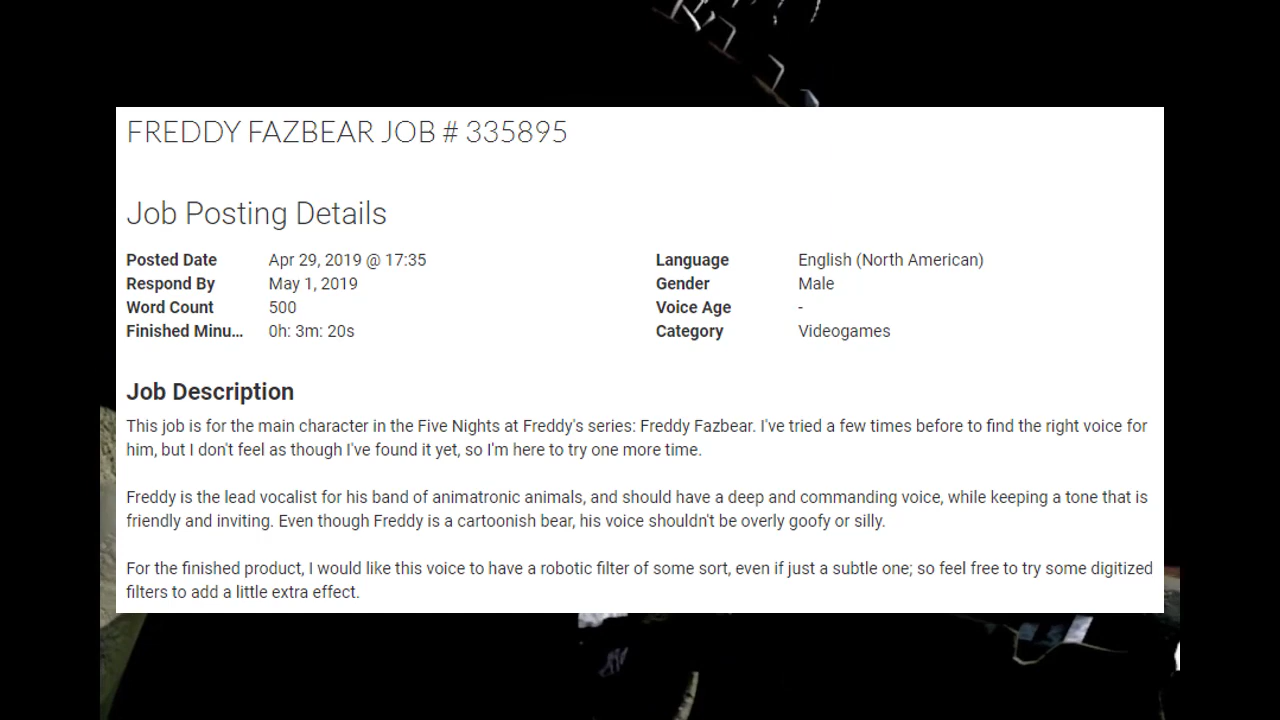 FREDDY FAZBEAR JOB # 335895
Job Posting Details
Posted Date Apr 29, 2019 @ 17:35
Respond By May 1, 2019
Word Count 500
Finished Minu... 0h: 3m: 20s
Language English (North American)
Gender Male
Voice Age -
Category Videogames
Job Description
This job is for the main character in the Five Nights at Freddy's series: Freddy Fazbear. I've tried a few times before to find the right voice for
him, but I don't feel as though I've found it yet, so I'm here to try one more time.
Freddy is the lead vocalist for his band of animatronic animals, and should have a deep and commanding voice, while keeping a tone that is
friendly and inviting. Even though Freddy is a cartoonish bear, his voice shouldn't be overly goofy or silly.
For the finished product, I would like this voice to have a robotic filter of some sort, even if just a subtle one; so feel free to try some digitized
filters to add a little extra effect.